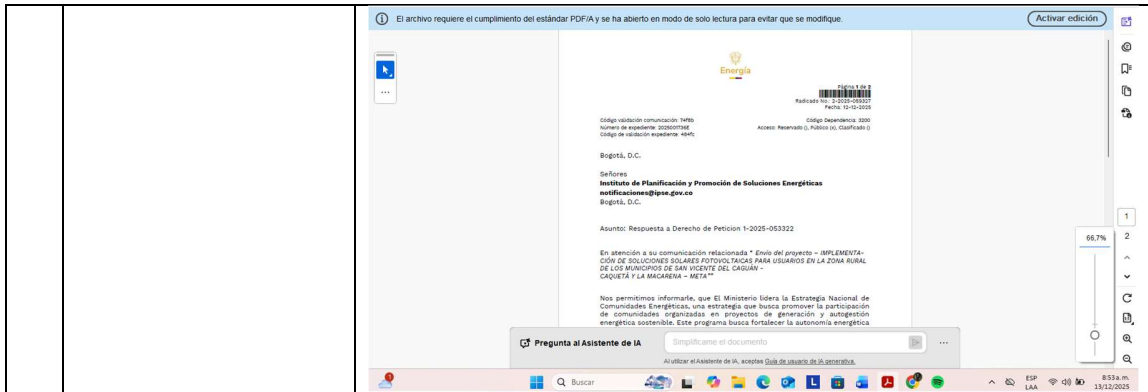 El archivo requiere el cumplimiento del estándar PDF/A y se ha abierto en modo de solo lectura para evitar que se modifique.
Activar edición
Energía
Página 1 de 2
Radicado No.: 2-2025-059327
Fecha: 12-12-2025
Código validación comunicación: 74f8b
Código Dependencia: 3200
Número de expediente: 2025001736E
Acceso: Reservado (), Público (x), Clasificado ()
Código de validación expediente: 484fc
Bogotá, D.C.
Señores
Instituto de Planificación y Promoción de Soluciones Energéticas
notificaciones@ipse.gov.co
Bogotá, D.C.
Asunto: Respuesta a Derecho de Peticion 1-2025-053322
En atención a su comunicación relacionada " Envio del proyecto – IMPLEMENTA-
CIÓN DE SOLUCIONES SOLARES FOTOVOLTAICAS PARA USUARIOS EN LA ZONA RURAL
DE LOS MUNICIPIOS DE SAN VICENTE DEL CAGUÁN -
CAQUETÁ Y LA MACARENA – META""
Nos permitimos informarle, que El Ministerio lidera la Estrategia Nacional de
Comunidades Energéticas, una estrategia que busca promover la participación
de comunidades organizadas en proyectos de generación y autogestión
energética sostenible. Este programa busca fortalecer la autonomía energética
1
2
66,7%
Pregunta al Asistente de IA
Simplificame el documento
Al utilizar el Asistente de IA, aceptas Guía de usuario de IA generativa.
Buscar
ESP
LAA
8:53 a. m.
13/12/2025